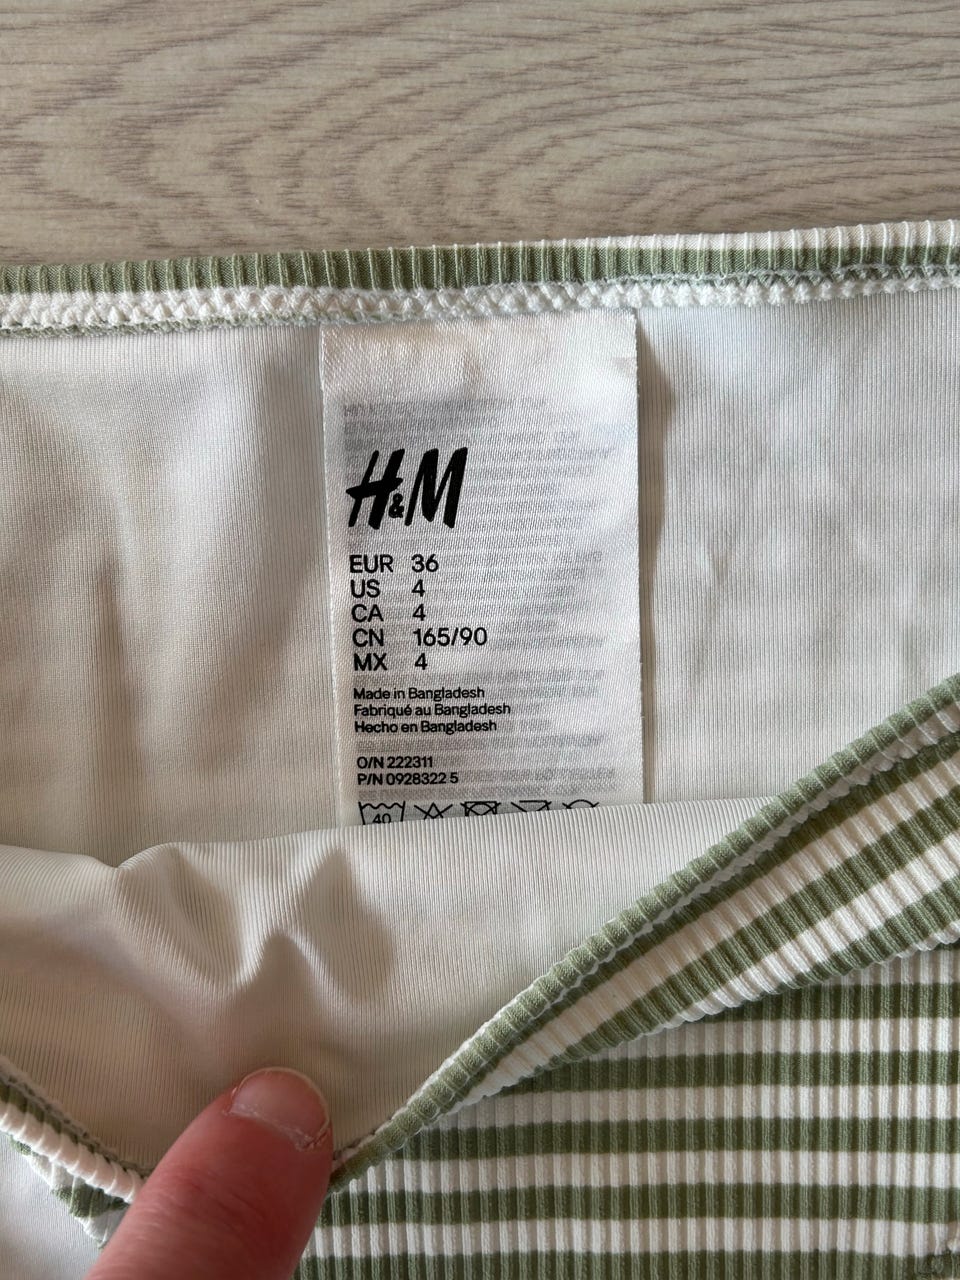 H&M
EUR 36
US 4
CA 4
CN 165/90
MX 4
Made in Bangladesh
Fabriqué au Bangladesh
Hecho en Bangladesh
O/N 222311
P/N 0928322 5
40